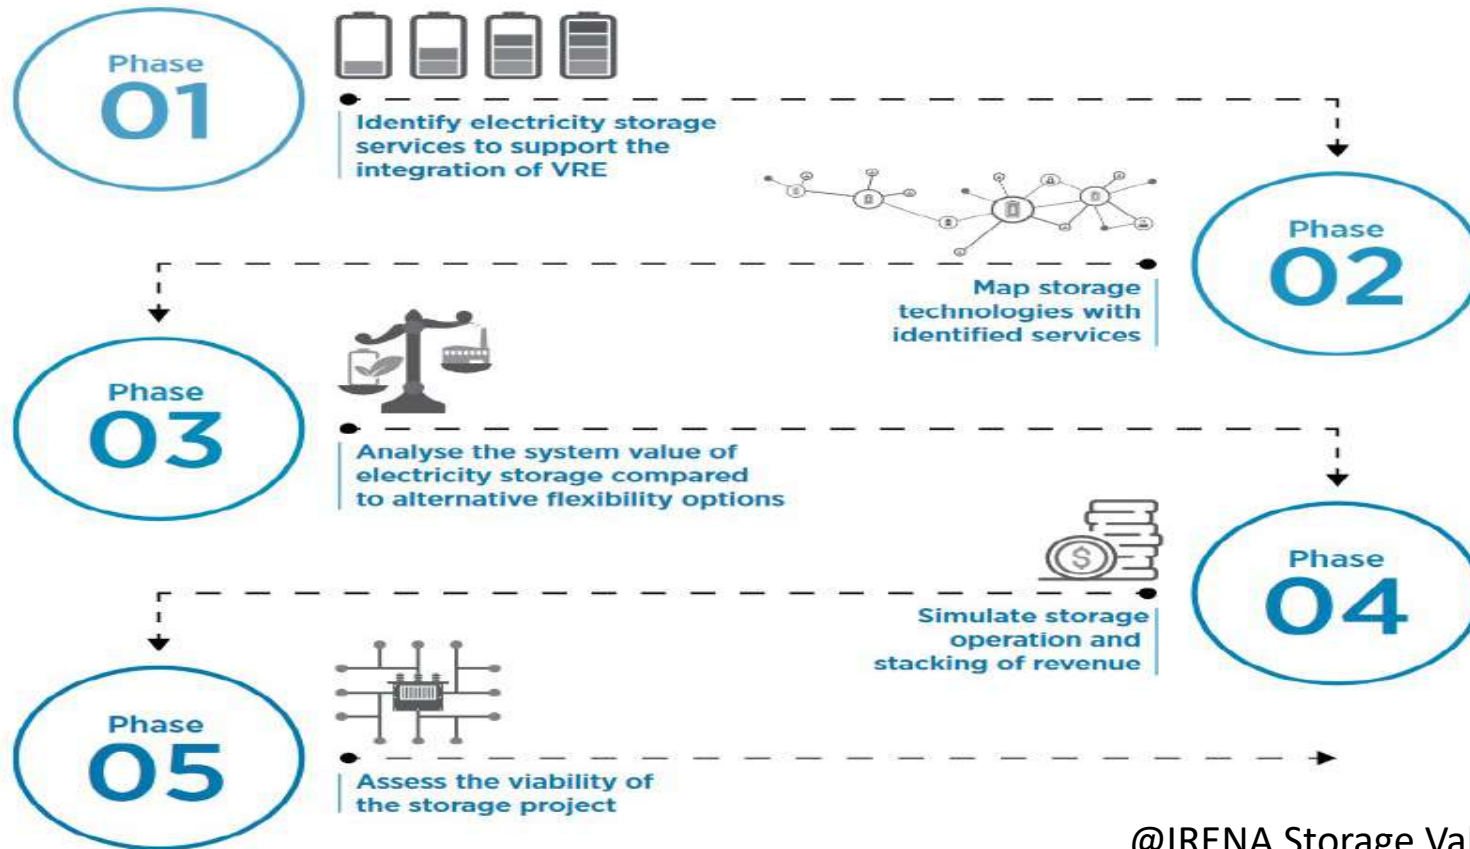 Phase
01
Identify electricity storage
services to support the
integration of VRE
Phase
02
Map storage
technologies with
identified services
Phase
03
Analyse the system value of
electricity storage compared
to alternative flexibility options
Phase
04
$
Simulate storage
operation and
stacking of revenue
Phase
05
Assess the viability of
the storage project
@IRENA Storage